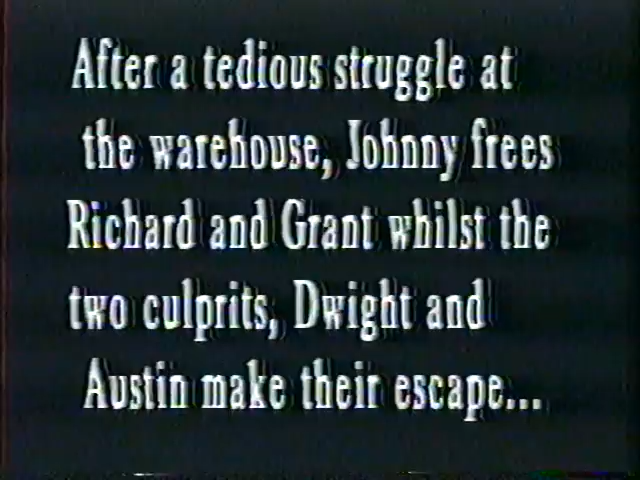 After a tedious struggle at
the warehouse, Johnny frees
Richard and Grant whilst the
two culprits, Dwight and
Austin make their escape...